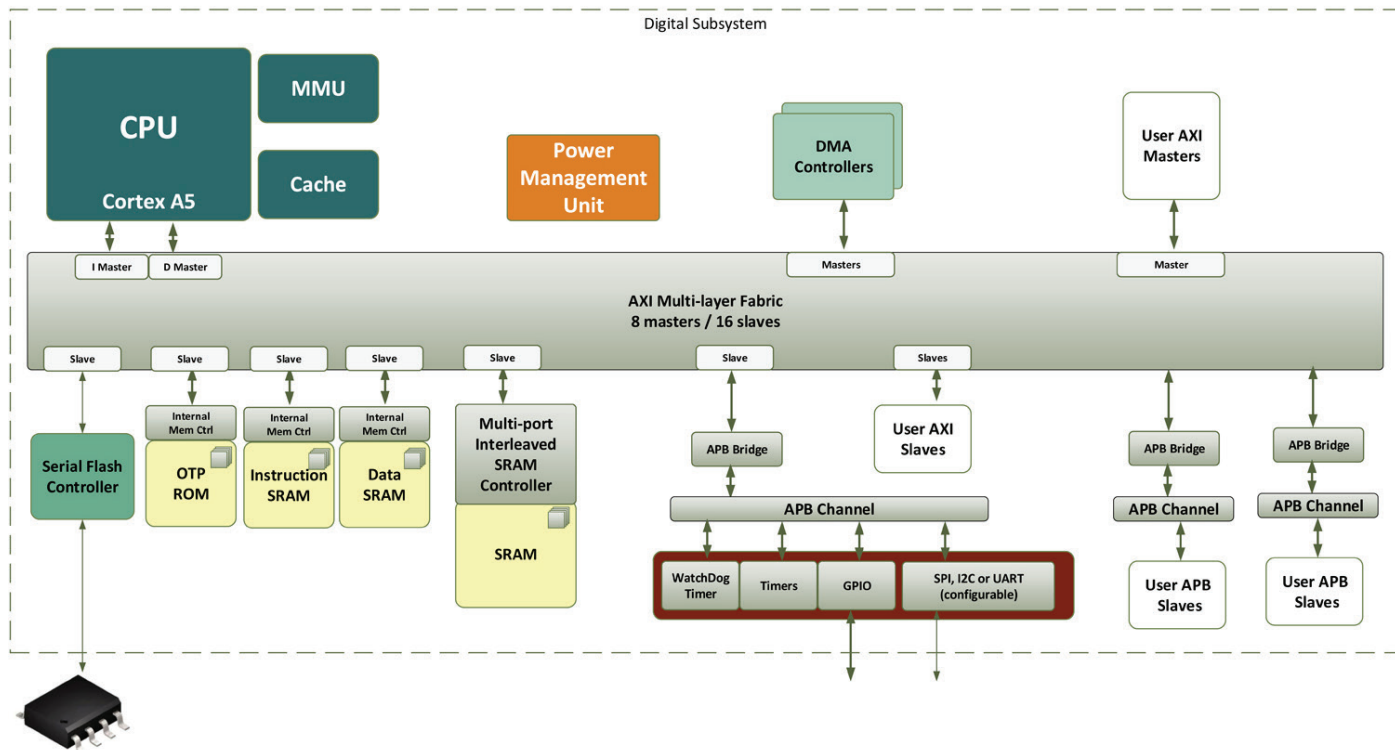 Digital Subsystem
CPU
Cortex A5
MMU
Cache
Power
Management
Unit
DMA
Controllers
User AXI
Masters
I Master
D Master
Masters
Master
AXI Multi-layer Fabric
8 masters / 16 slaves
Slave
Slave
Slave
Slave
Slave
Slave
Slaves
Serial Flash
Controller
Internal
Mem Ctrl
OTP
ROM
Internal
Mem Ctrl
Instruction
SRAM
Internal
Mem Ctrl
Data
SRAM
Multi-port
Interleaved
SRAM
Controller
SRAM
APB Bridge
User AXI
Slaves
APB Bridge
APB Bridge
APB Channel
APB Channel
APB Channel
WatchDog
Timer
Timers
GPIO
SPI, I2C or UART
(configurable)
User APB
Slaves
User APB
Slaves